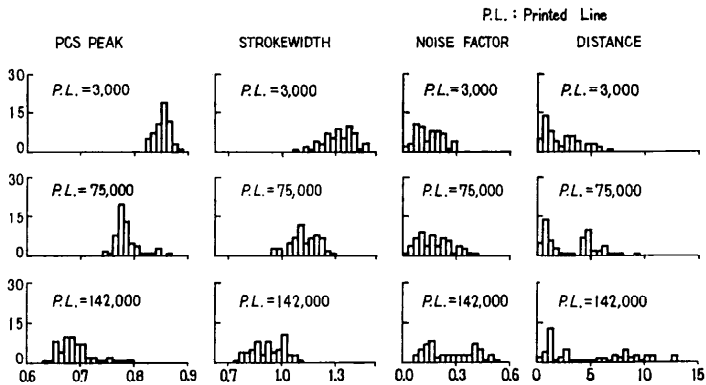 P.L. : Printed Line
PCS PEAK STROKEWIDTH NOISE FACTOR DISTANCE
30 P.L.=3,000 P.L.=3,000 P.L.=3,000 P.L.=3,000
15
0
30 P.L.=75,000 P.L.=75,000 P.L.=75,000 P.L.=75,000
15
0
30 P.L.=142,000 P.L.=142,000 P.L.=142,000 P.L.=142,000
15
0
0.6 0.7 0.8 0.9 0.7 1.0 1.3 0.0 0.3 0.6 0 5 10 15